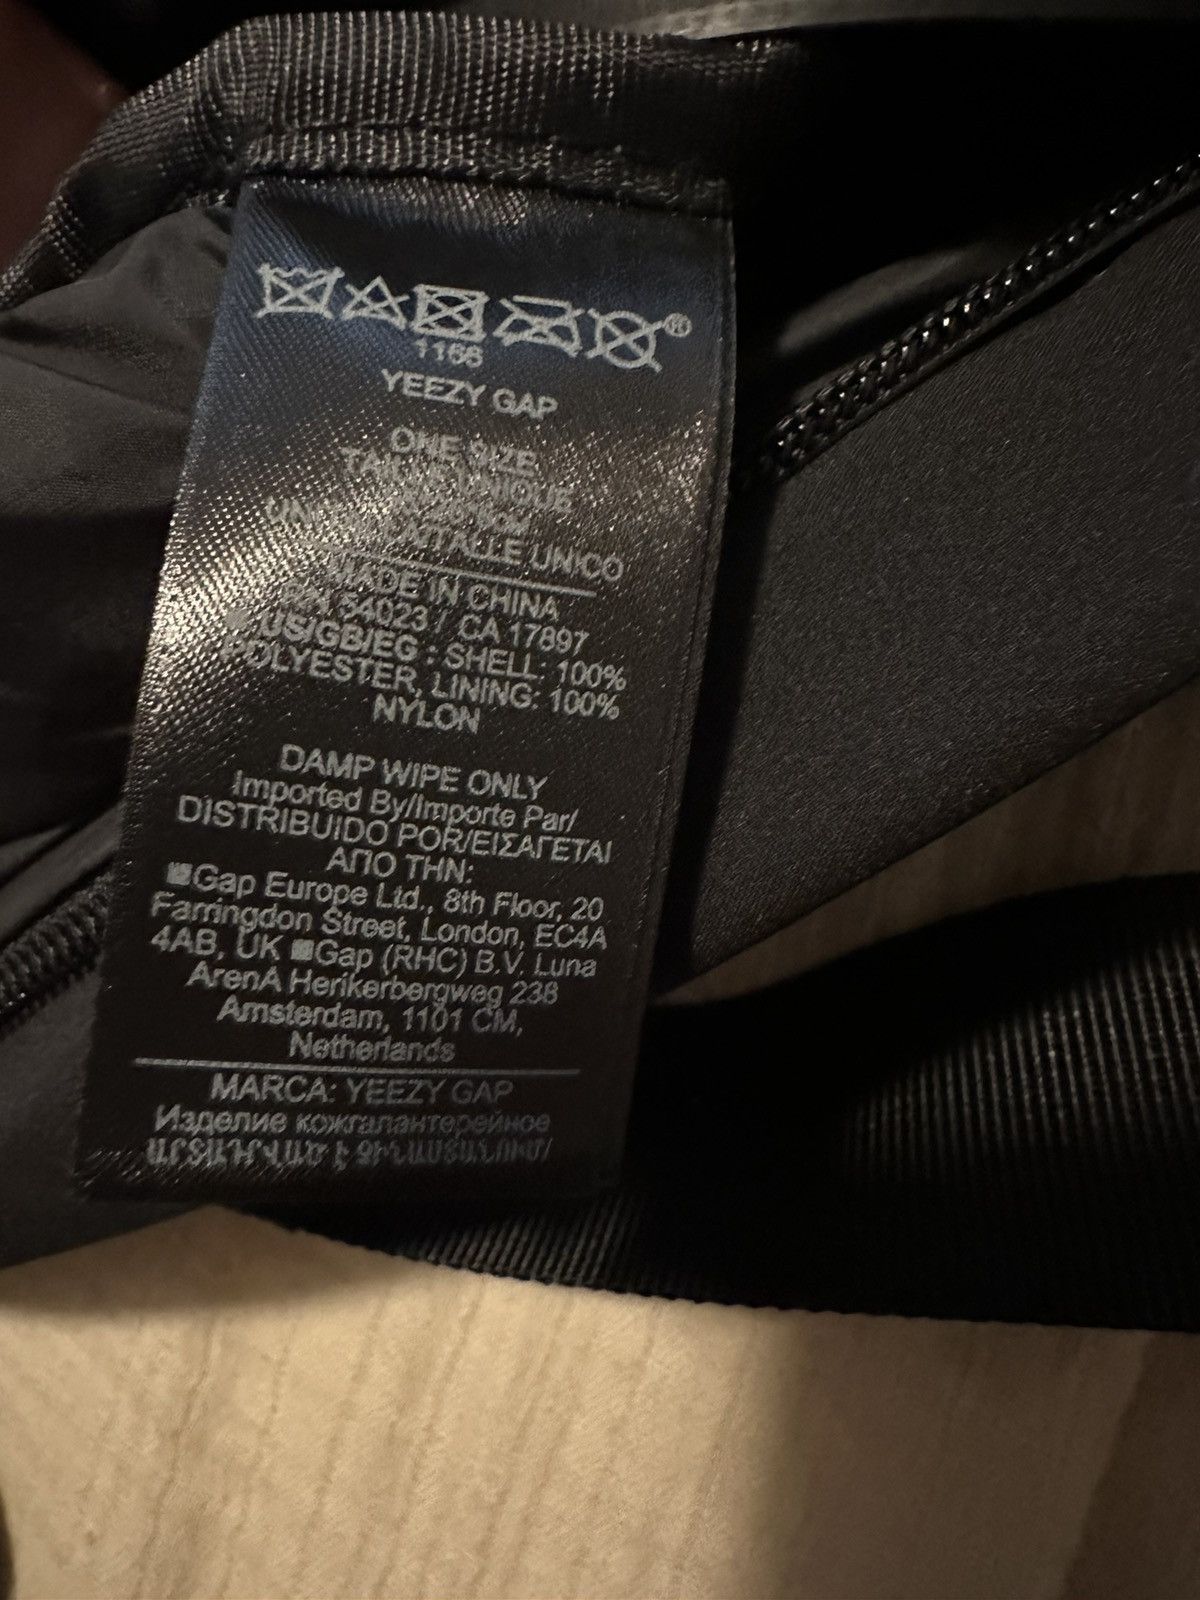 ®
1166
YEEZY GAP
ONE SIZE
UNIQUE
TALLE UNICO
MADE IN CHINA
54023 / CA 17897
US/GB/EG : SHELL: 100%
POLYESTER, LINING: 100%
NYLON
DAMP WIPE ONLY
Imported By/Importe Par/
DISTRIBUIDO POR/ΕΙΣΑΓΕΤΑΙ
ΑΠΟ ΤΗΝ:
Gap Europe Ltd., 8th Floor, 20
Farringdon Street, London, EC4A
4AB, UK Gap (RHC) B.V. Luna
ArenA Herikerbergweg 238
Amsterdam, 1101 CM,
Netherlands
MARCA: YEEZY GAP
Изделие кожгалантерейное